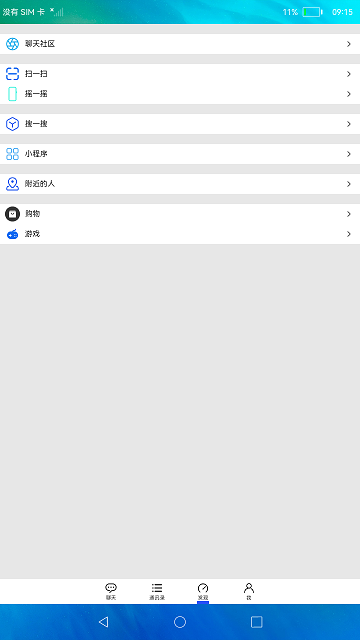 没有 SIM 卡 11% 09:15
聊天社区
扫一扫
摇一摇
搜一搜
小程序
附近的人
购物
游戏
聊天 通讯录 发现 我